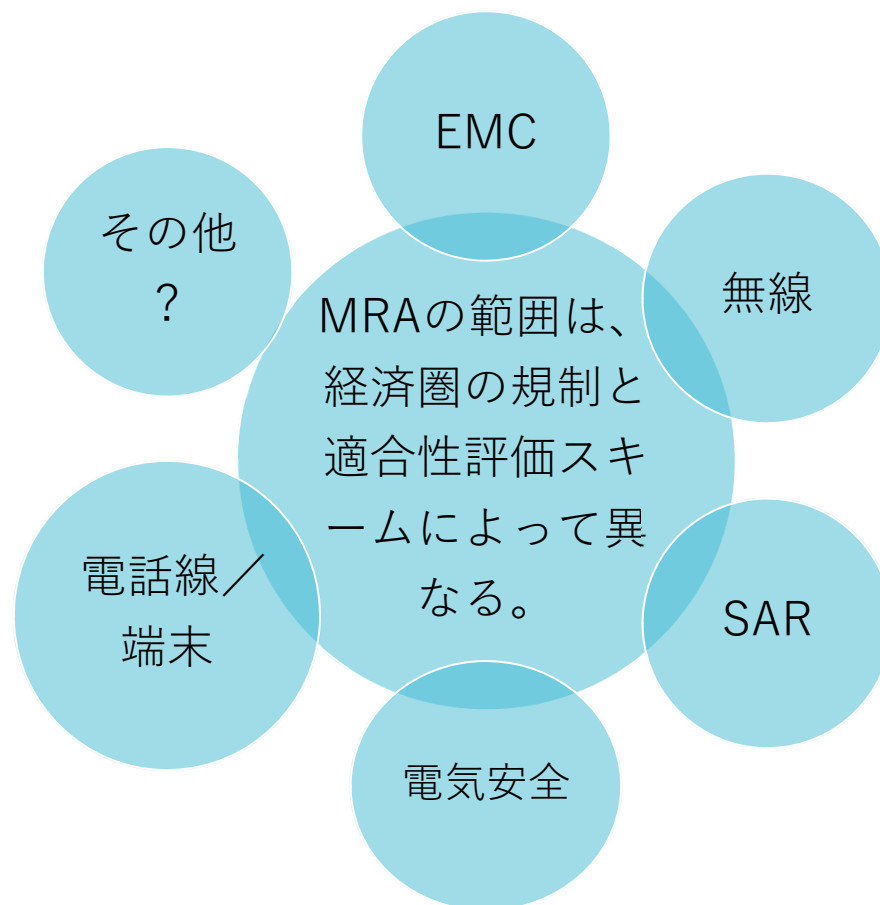 EMC
その他
?
無線
MRAの範囲は、
経済圏の規制と
適合性評価スキ
ームによって異
なる。
電話線／
端末
SAR
電気安全